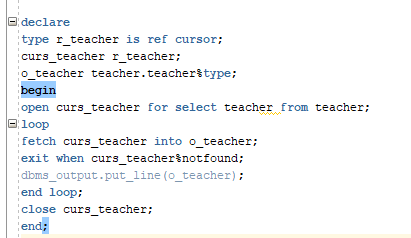 declare
type r_teacher is ref cursor;
curs_teacher r_teacher;
o_teacher teacher.teacher%type;
begin
open curs_teacher for select teacher from teacher;
loop
fetch curs_teacher into o_teacher;
exit when curs_teacher%notfound;
dbms_output.put_line(o_teacher);
end loop;
close curs_teacher;
end;